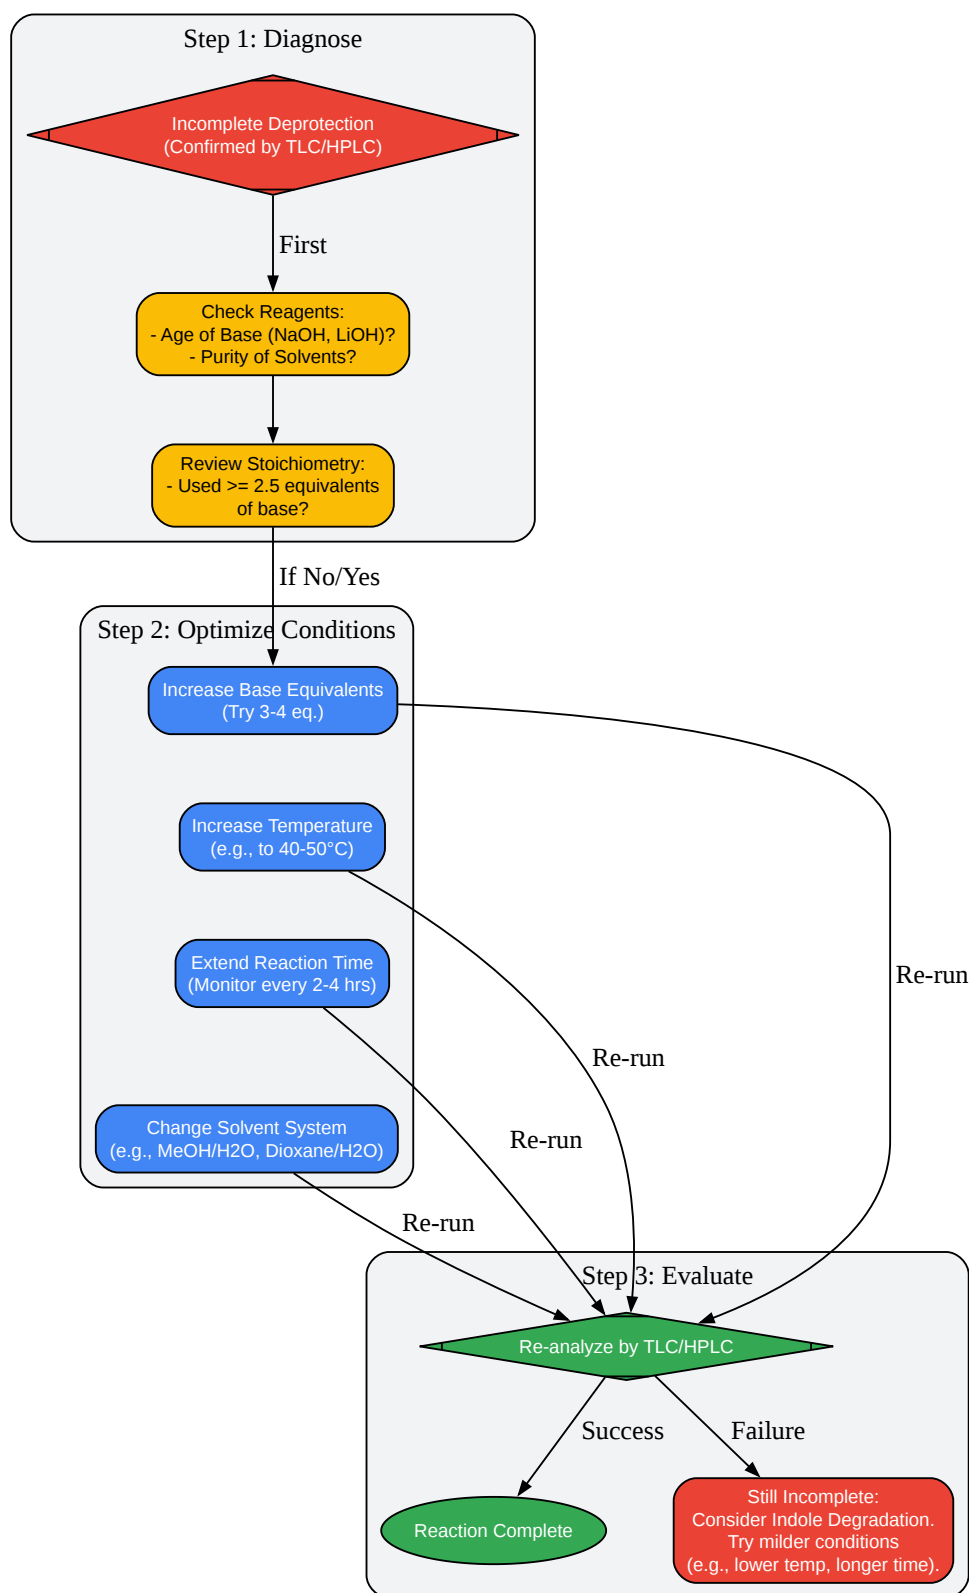 Step 1: Diagnose
Incomplete Deprotection
(Confirmed by TLC/HPLC)
First
Check Reagents:
- Age of Base (NaOH, LiOH)?
- Purity of Solvents?
Review Stoichiometry:
- Used >= 2.5 equivalents
of base?
If No/Yes
Step 2: Optimize Conditions
Increase Base Equivalents
(Try 3-4 eq.)
Increase Temperature
(e.g., to 40-50°C)
Extend Reaction Time
(Monitor every 2-4 hrs)
Re-run
Re-run
Re-run
Change Solvent System
(e.g., MeOH/H2O, Dioxane/H2O)
Re-run
Step 3: Evaluate
Re-analyze by TLC/HPLC
Success
Failure
Reaction Complete
Still Incomplete:
Consider Indole Degradation.
Try milder conditions
(e.g., lower temp, longer time).